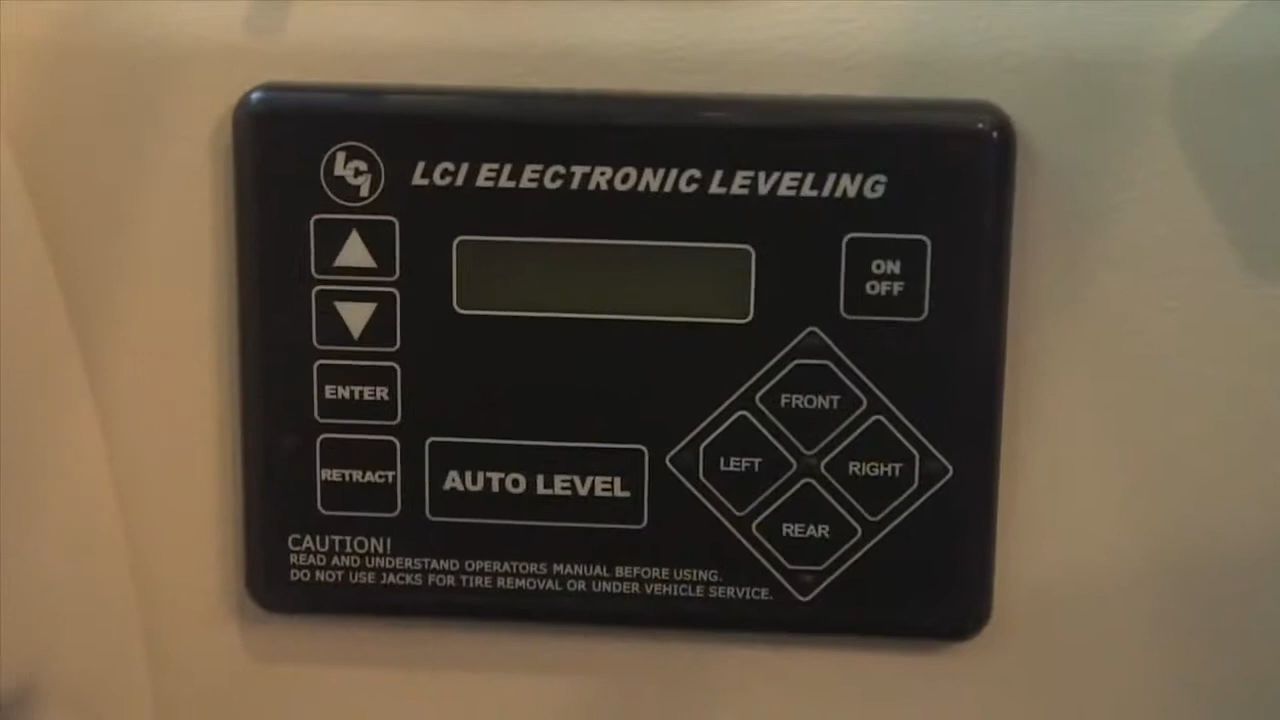 LCI
LCI ELECTRONIC LEVELING
ON
OFF
ENTER
RETRACT
AUTO LEVEL
FRONT
LEFT
RIGHT
REAR
CAUTION!
READ AND UNDERSTAND OPERATORS MANUAL BEFORE USING.
DO NOT USE JACKS FOR TIRE REMOVAL OR UNDER VEHICLE SERVICE.